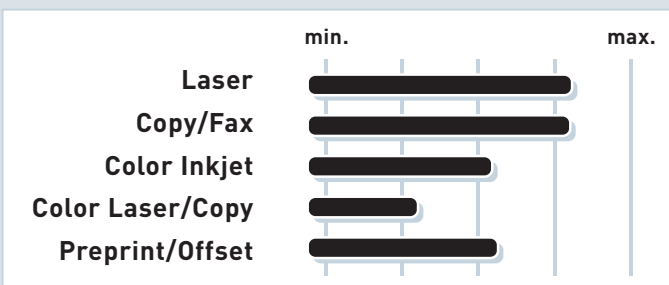 min. max.
Laser
Copy/Fax
Color Inkjet
Color Laser/Copy
Preprint/Offset